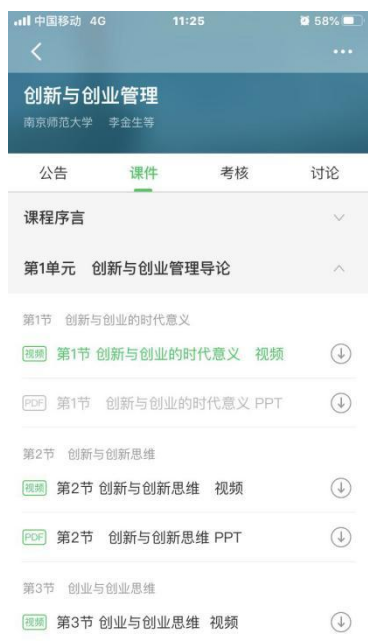 中国移动 4G 11:25 58%
创新与创业管理
南京师范大学 李金生等
公告 课件 考核 讨论
课程序言
第1单元 创新与创业管理导论
第1节 创新与创业的时代意义
视频 第1节 创新与创业的时代意义 视频
PDF 第1节 创新与创业的时代意义 PPT
第2节 创新与创新思维
视频 第2节 创新与创新思维 视频
PDF 第2节 创新与创新思维 PPT
第3节 创业与创业思维
视频 第3节 创业与创业思维 视频